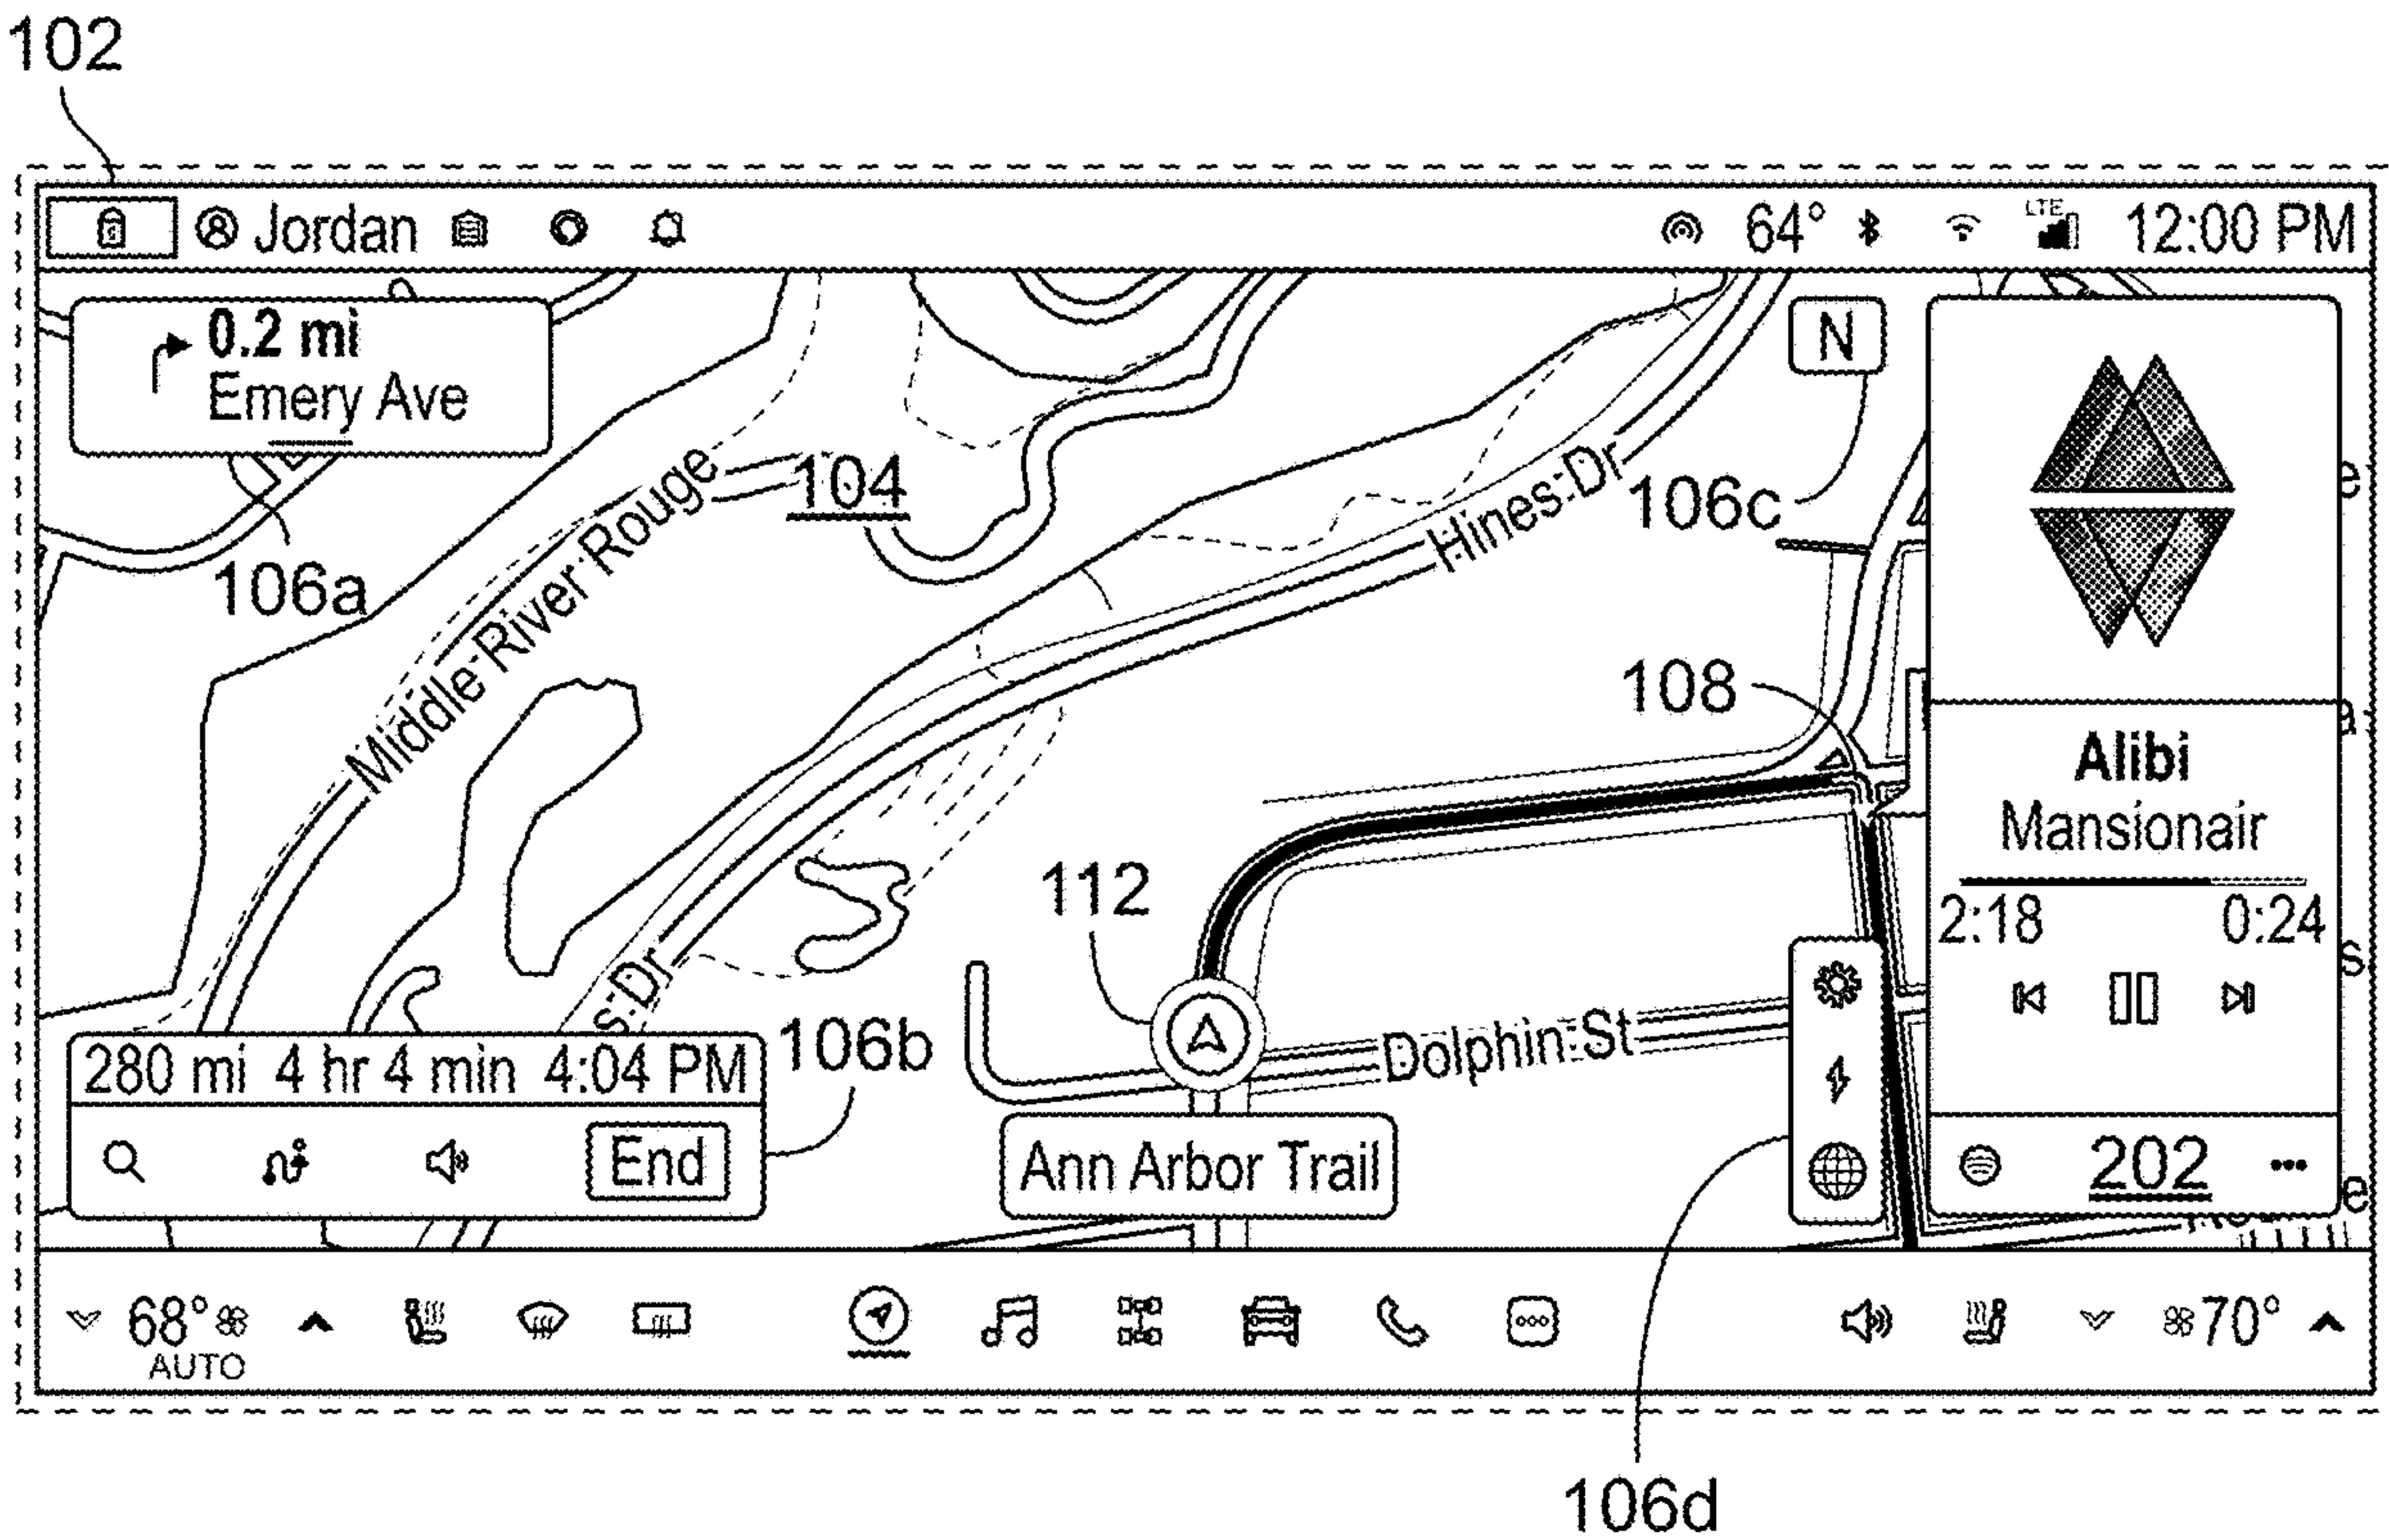 102
Jordan
64°
LTE
12:00 PM
0.2 mi
Emery Ave
N
104
106a
106c
Middle River Rouge
Hines Dr
108
Alibi
Mansionair
2:18 0:24
112
s Dr
Dolphin St
280 mi 4 hr 4 min 4:04 PM
106b
End
Ann Arbor Trail
202
68°
AUTO
70°
106d